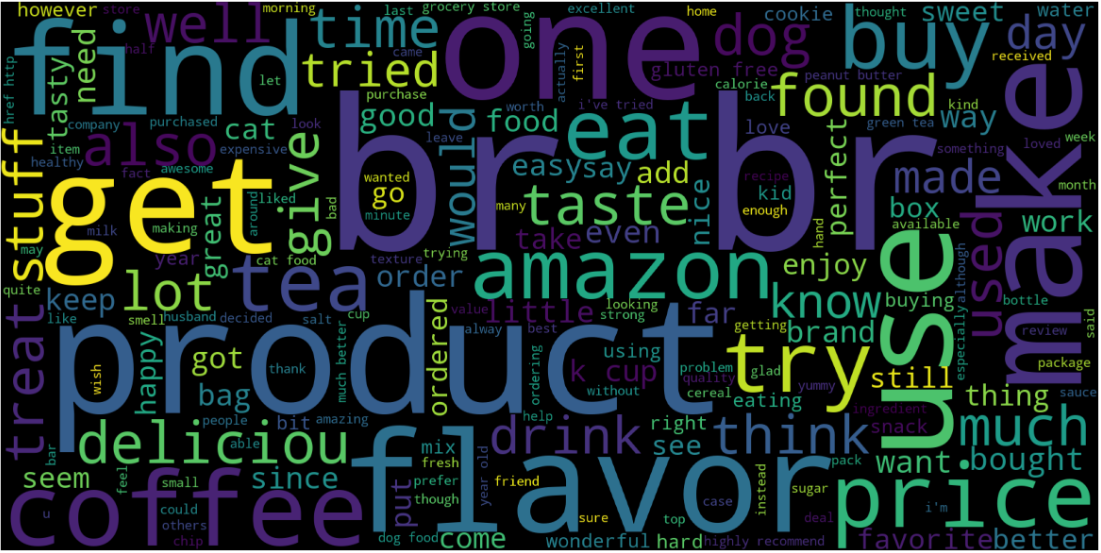 however
grocery store
excellent
home
cookie
sweet
water
morning
last
going
thought
well
half
find
time
one
dog
buy
day
store
came
actually
first
received
href http
tasty
need
let
tried
gluten free
calorie
peanut butter
make
purchase
i've tried
back
found
kind
company
purchased
look
good
worth
food
eat
love
green tea
way
week
item
cat
leave
would
perfect
something
loved
also
expensive
easysay
add
recipe
made
month
healthy
fact
awesome
give
wanted
go
kid
stuff
get
br br
minute
many
taste
nice
enough
box
available
used
work
may
milk
making
great
around
liked
bad
take
even
hand
year
cat food
texture
trying
amazon
enjoy
use
especially
although
quite
lot
tea
order
keep
know
buying
bottle
like
smell
husband
decided
salt
cup
value
little
looking
strong
far
brand
review
said
treat
happy
product
much better
ordered
alway
best
getting
try
got
using
problem
glad
package
wish
thank
ordering
k cup
quality
yummy
still
bag
without
cereal
eating
thing
sauce
people
bit
amazing
help
drink
right
think
ingredient
snack
much
deliciou
able
mix
see
want
bought
bar
seem
feel
small
since
flavor
fresh
prefer
year old
friend
pack
price
coffee
put
case
instead
sugar
u
could
others
though
sure
top
deal
i'm
chip
dog food
come
wonderful
hard
highly recommend
favorite
better